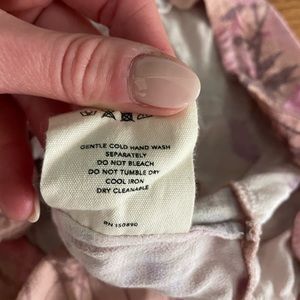 GENTLE COLD HAND WASH
SEPARATELY
DO NOT BLEACH
DO NOT TUMBLE DRY
COOL IRON
DRY CLEANABLE
RN 150890